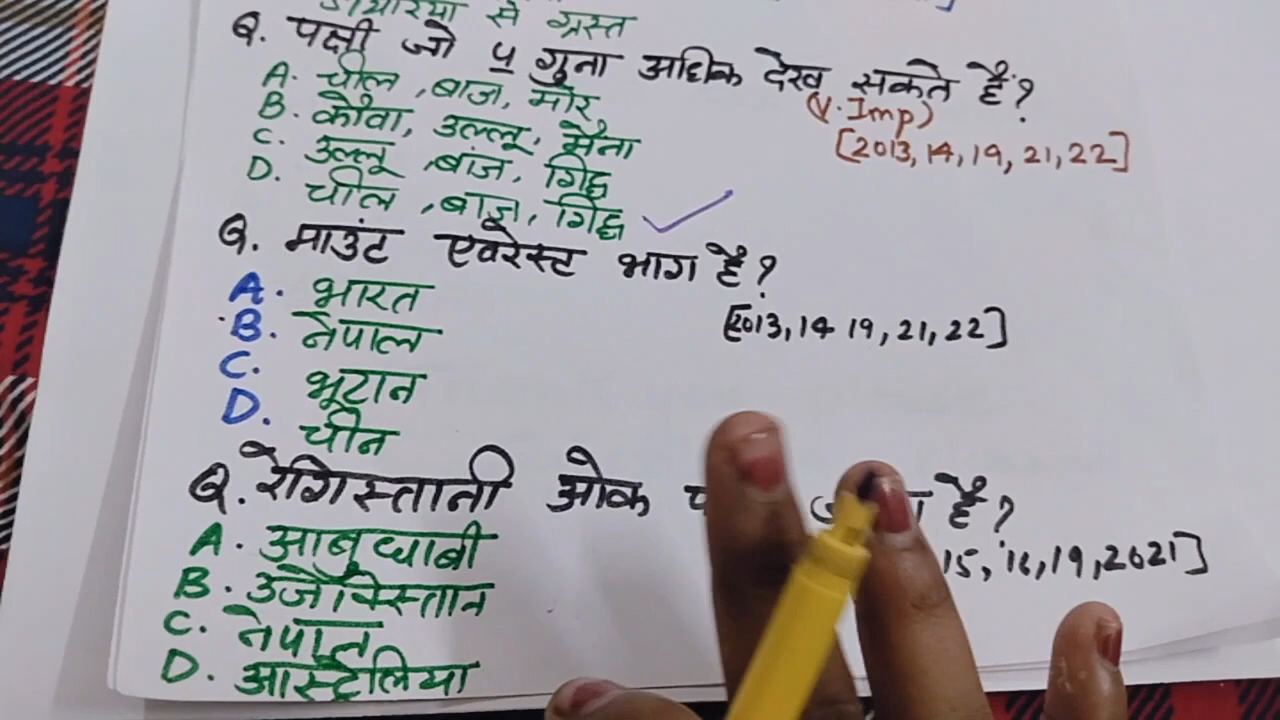 से ग्रस्त
Q. पक्षी जो 4 गुना अधिक देख सकते हैं?
(V. Imp)
A. चील, बाज, मोर
[2013, 14, 19, 21, 22]
B. कौवा, उल्लू, मैना
C. उल्लू, बाज, गिद्ध
D. चील, बाज, गिद्ध ✓
Q. माउंट एवरेस्ट भाग है?
[2013, 14 19, 21, 22]
A. भारत
B. नेपाल
C. भूटान
D. चीन
Q. रेगिस्तानी ओक है?
15, 16, 19, 2021]
A. आबुधाबी
B. उजेविस्तान
C. नेपाल
D. आस्ट्रेलिया